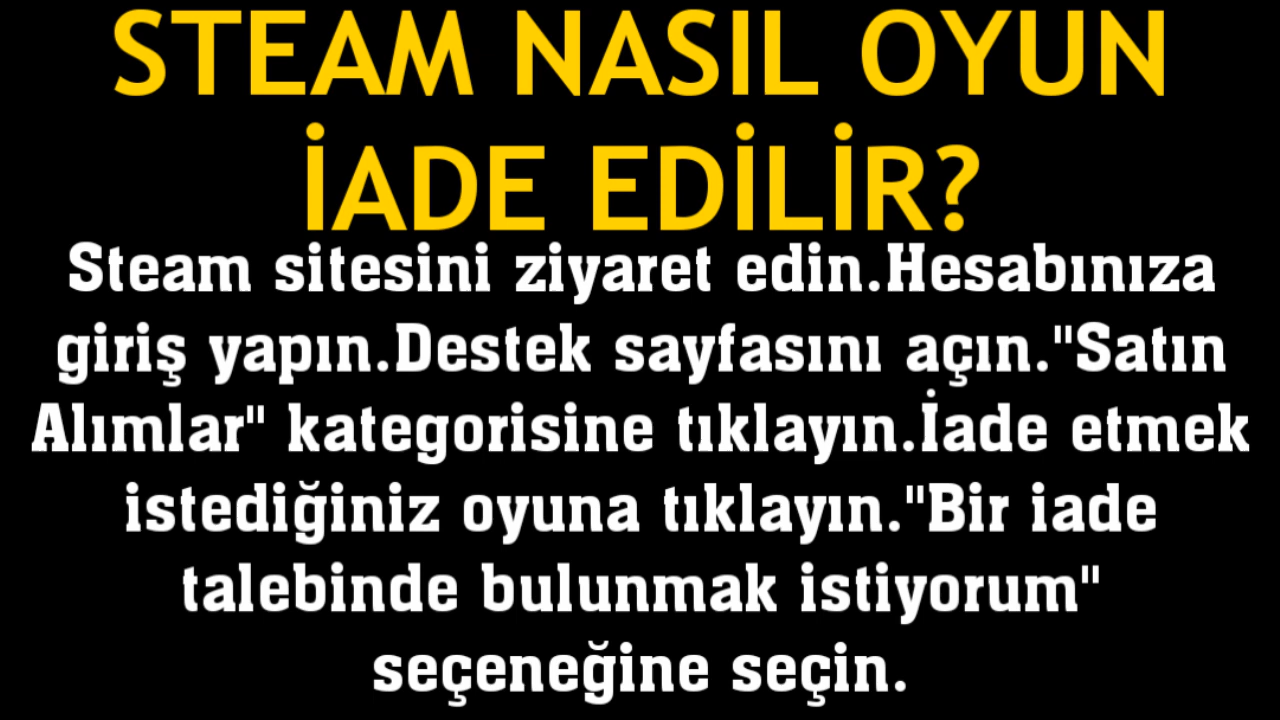 STEAM NASIL OYUN
İADE EDİLİR?
Steam sitesini ziyaret edin.Hesabınıza
giriş yapın.Destek sayfasını açın."Satın
Alımlar" kategorisine tıklayın.İade etmek
istediğiniz oyuna tıklayın."Bir iade
talebinde bulunmak istiyorum"
seçeneğine seçin.